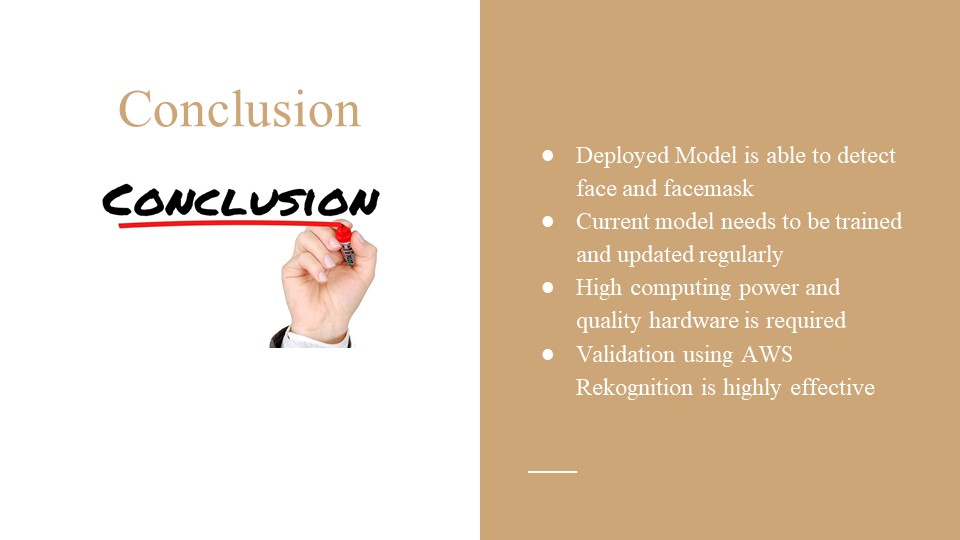 Conclusion
CONCLUSION
● Deployed Model is able to detect
face and facemask
● Current model needs to be trained
and updated regularly
● High computing power and
quality hardware is required
● Validation using AWS
Rekognition is highly effective